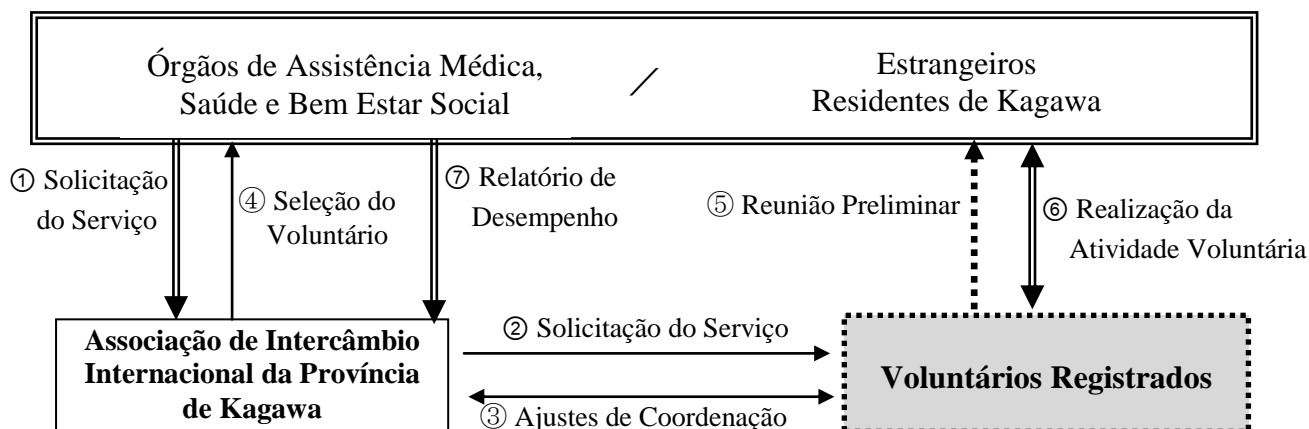 Órgãos de Assistência Médica,
Saúde e Bem Estar Social
／
Estrangeiros
Residentes de Kagawa
① Solicitação
do Serviço
④ Seleção do
Voluntário
⑦ Relatório de
Desempenho
⑤ Reunião Preliminar
⑥ Realização da
Atividade Voluntária
Associação de Intercâmbio
Internacional da Província
de Kagawa
② Solicitação do Serviço
③ Ajustes de Coordenação
Voluntários Registrados